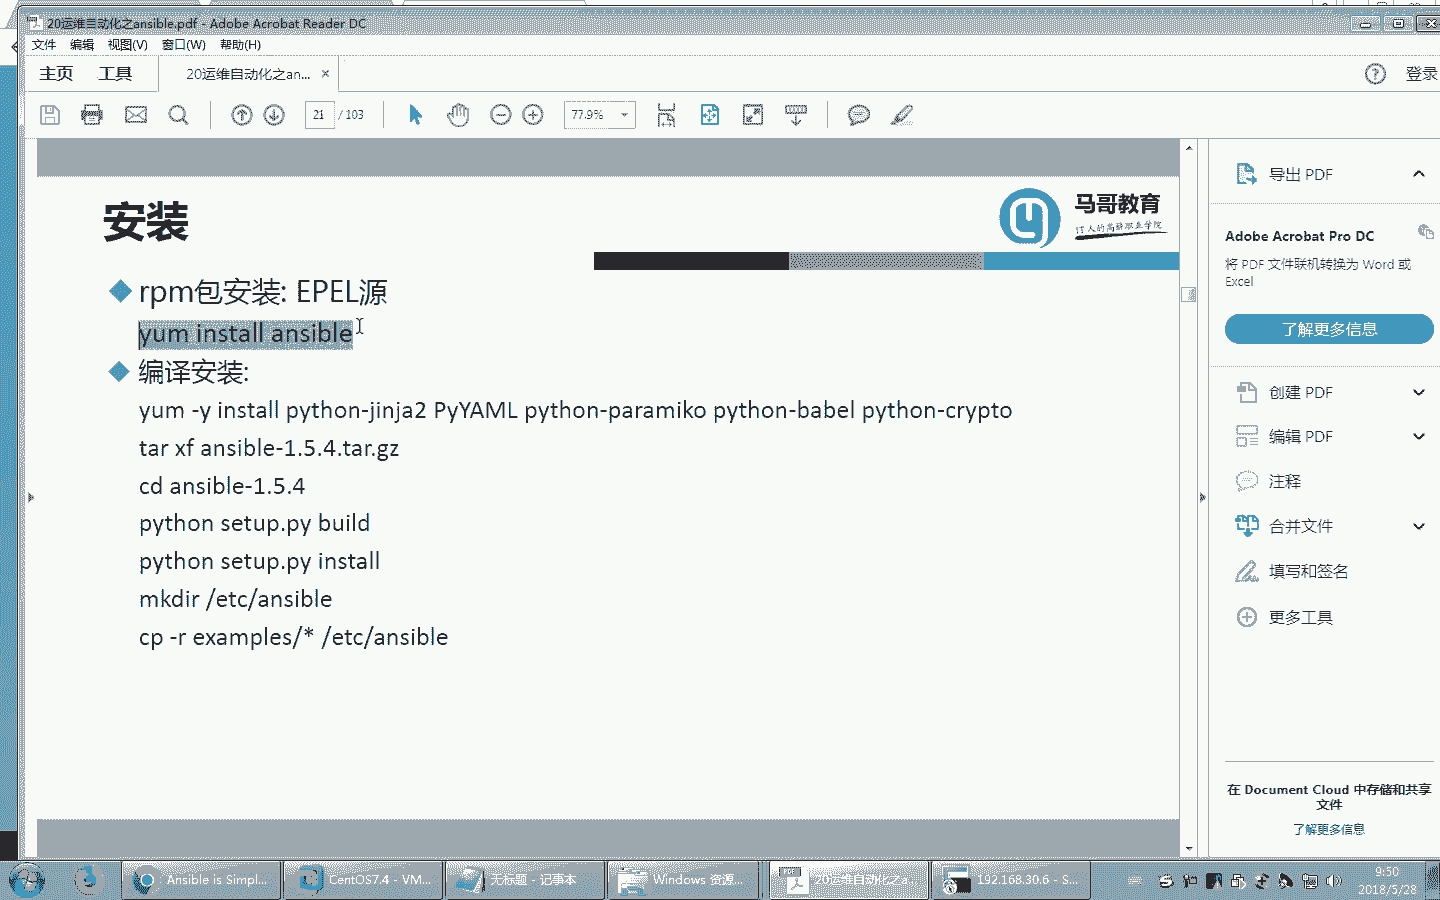 20运维自动化之ansible.pdf - Adobe Acrobat Reader DC
文件 编辑 视图(V) 窗口(W) 帮助(H)
主页 工具 20运维自动化之an... × 登录
21 / 103 77.9%
安装
马哥教育
IT人的高薪职业学院
rpm包安装: EPEL源
yum install ansible
编译安装:
yum -y install python-jinja2 PyYAML python-paramiko python-babel python-crypto
tar xf ansible-1.5.4.tar.gz
cd ansible-1.5.4
python setup.py build
python setup.py install
mkdir /etc/ansible
cp -r examples/* /etc/ansible
导出 PDF
Adobe Acrobat Pro DC
将 PDF 文件联机转换为 Word 或
Excel
了解更多信息
创建 PDF
编辑 PDF
注释
合并文件
填写和签名
更多工具
在 Document Cloud 中存储和共享
文件
了解更多信息
Ansible is Simpl... CentOS7.4 - VM... 无标题 - 记事本 Windows 资源... 20运维自动化之a... 192.168.30.6 - S...
9:50
2018/5/28